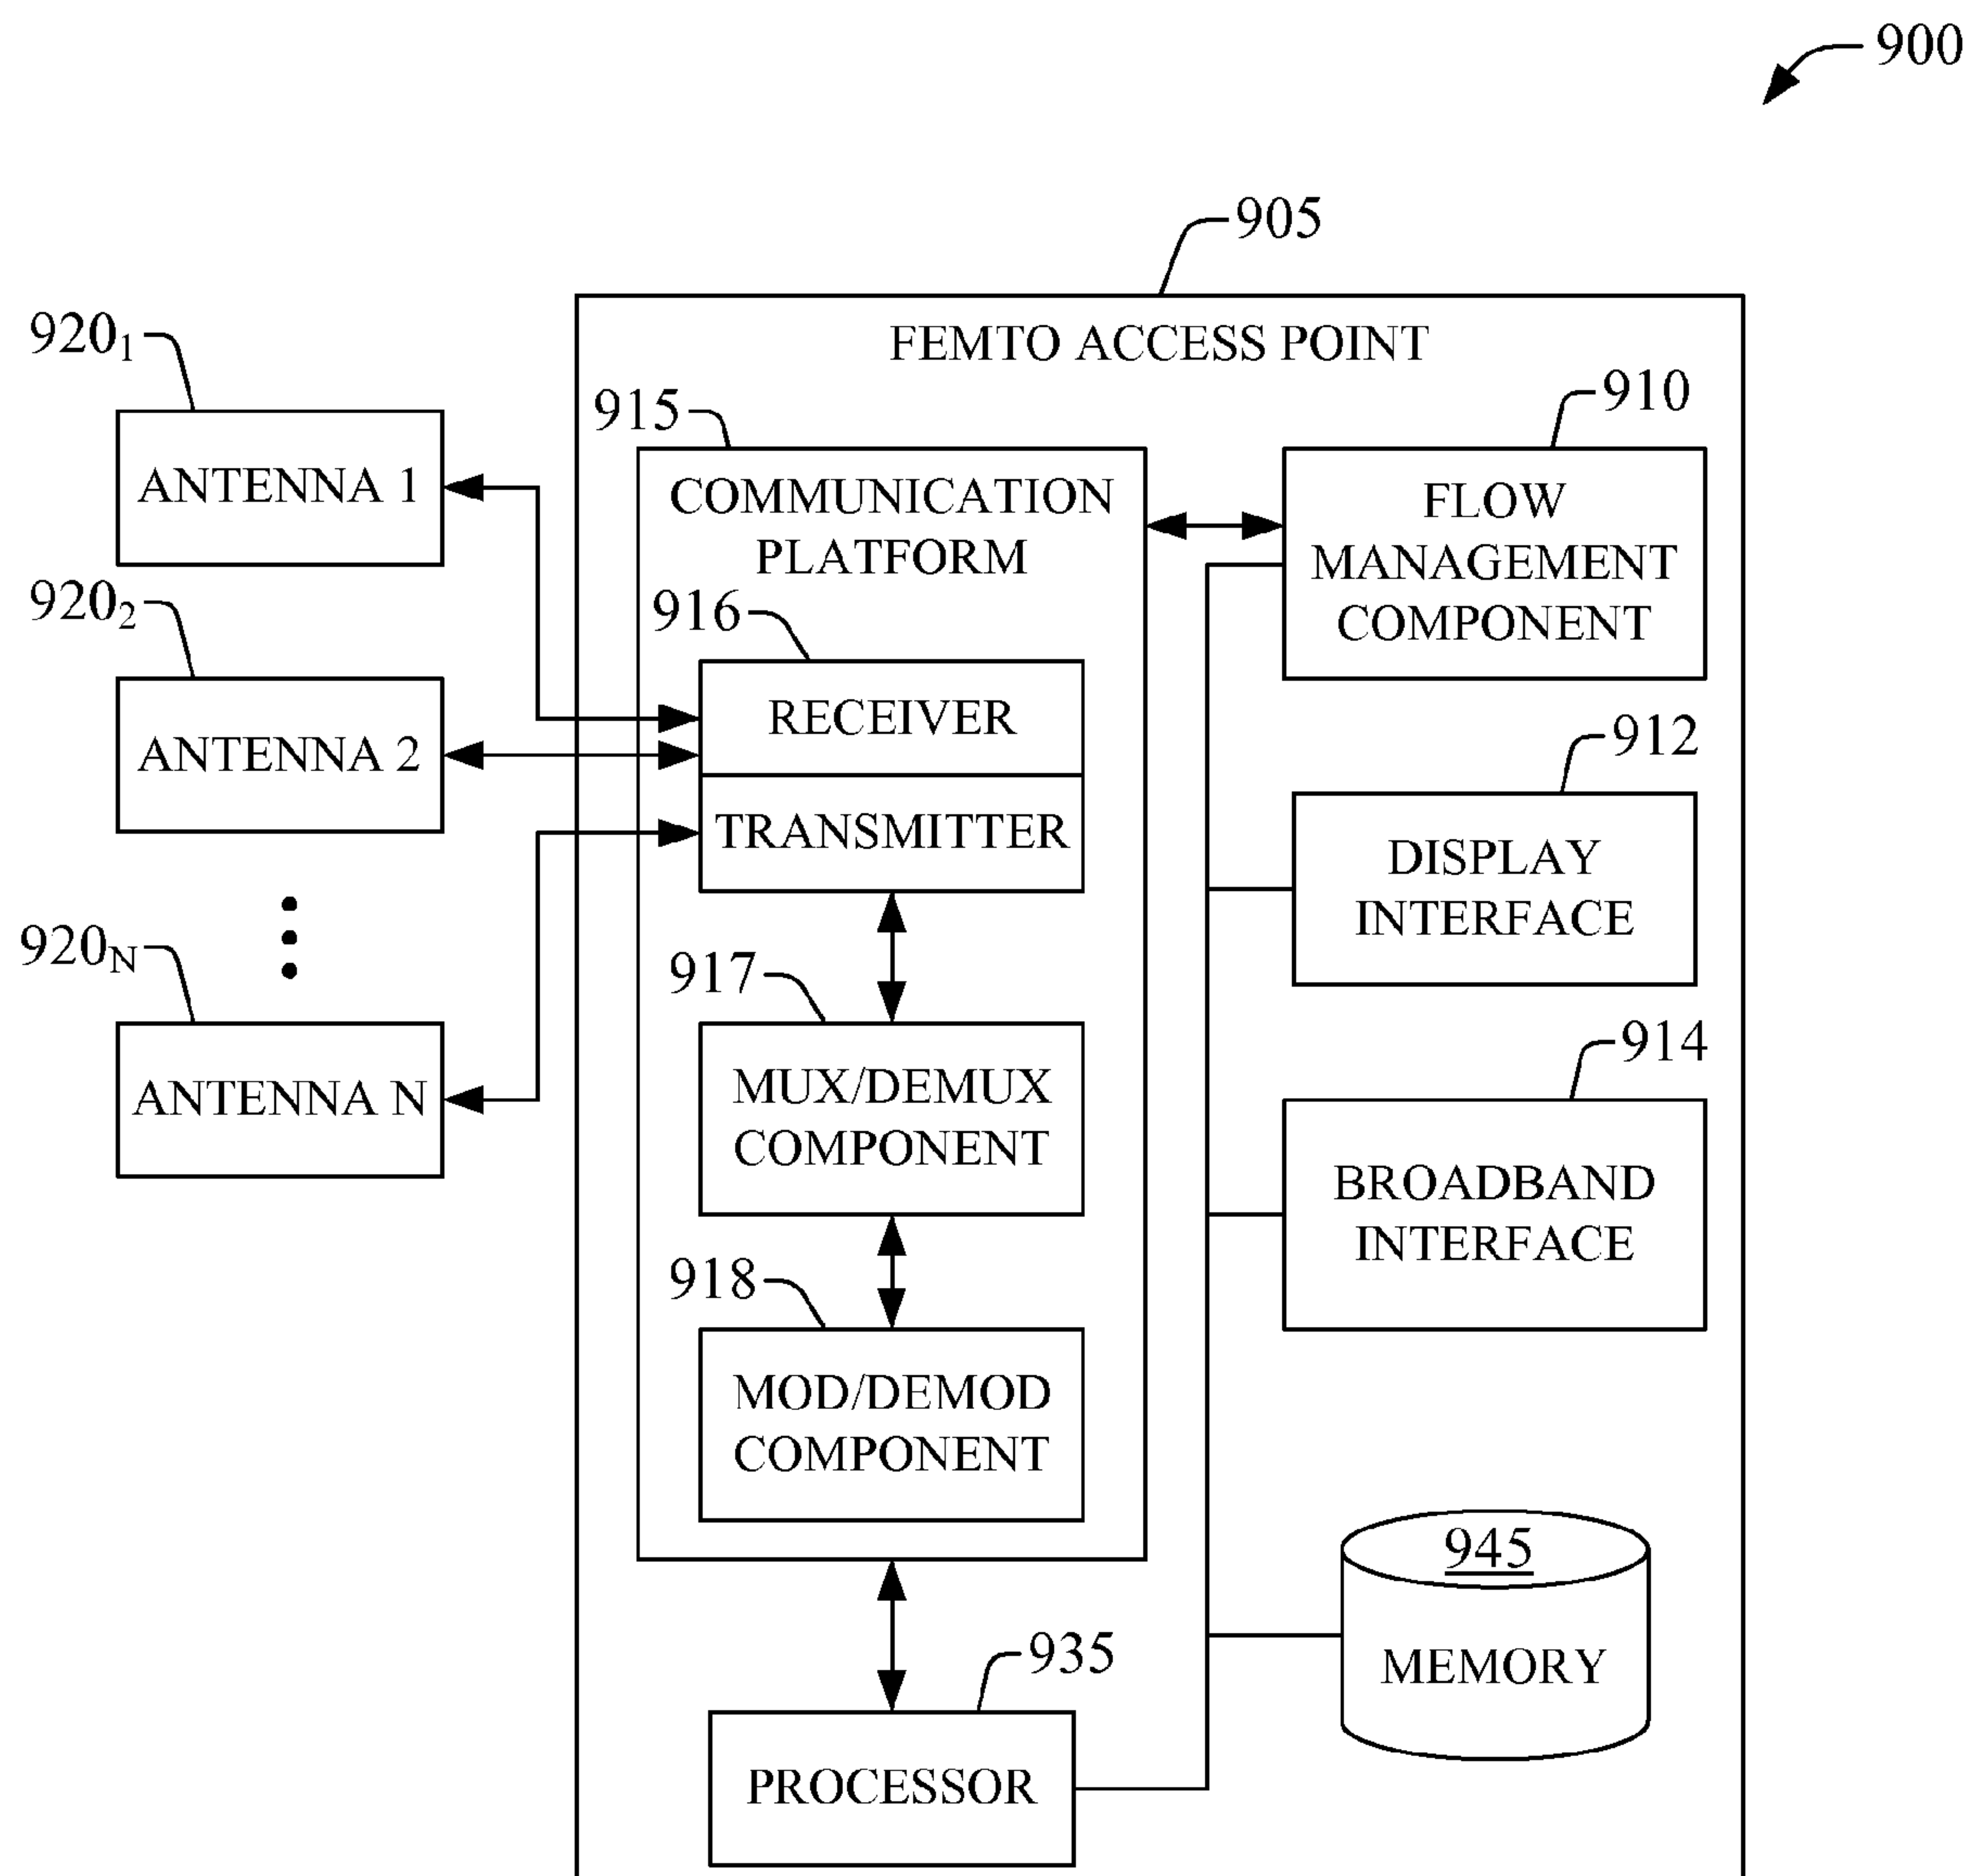 900
905
FEMTO ACCESS POINT
920₁
ANTENNA 1
920₂
ANTENNA 2
920N
ANTENNA N
915
COMMUNICATION
PLATFORM
916
RECEIVER
TRANSMITTER
917
MUX/DEMUX
COMPONENT
918
MOD/DEMOD
COMPONENT
935
PROCESSOR
910
FLOW
MANAGEMENT
COMPONENT
912
DISPLAY
INTERFACE
914
BROADBAND
INTERFACE
945
MEMORY